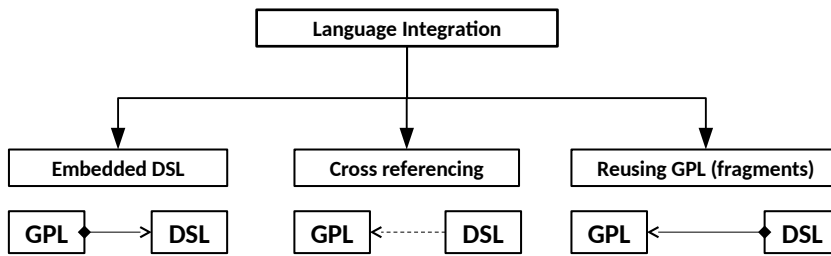 Language Integration
Embedded DSL
Cross referencing
Reusing GPL (fragments)
GPL DSL
GPL DSL
GPL DSL